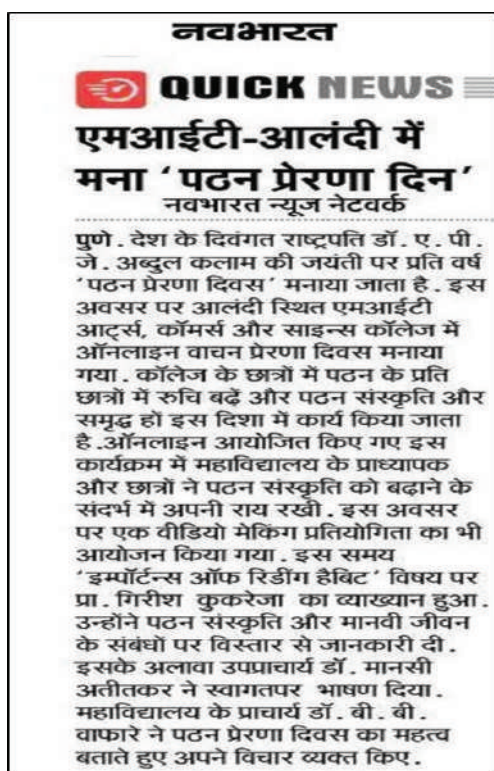 नवभारत
QUICK NEWS
एमआईटी-आलंदी में
मना ‘पठन प्रेरणा दिन’
नवभारत न्यूज नेटवर्क
पुणे. देश के दिवंगत राष्ट्रपति डॉ. ए. पी.
जे. अब्दुल कलाम की जयंती पर प्रति वर्ष
‘पठन प्रेरणा दिवस’ मनाया जाता है. इस
अवसर पर आलंदी स्थित एमआईटी
आर्ट्स, कॉमर्स और साइन्स कॉलेज में
ऑनलाइन वाचन प्रेरणा दिवस मनाया
गया. कॉलेज के छात्रों में पठन के प्रति
छात्रों में रुचि बढ़ें और पठन संस्कृति और
समृद्ध हों इस दिशा में कार्य किया जाता
है.ऑनलाइन आयोजित किए गए इस
कार्यक्रम में महाविद्यालय के प्राध्यापक
और छात्रों ने पठन संस्कृति को बढ़ाने के
संदर्भ में अपनी राय रखी. इस अवसर
पर एक वीडियो मेकिंग प्रतियोगिता का भी
आयोजन किया गया. इस समय
‘इम्पॉर्टन्स ऑफ रिडींग हैबिट’ विषय पर
प्रा. गिरीश कुकरेजा का व्याख्यान हुआ.
उन्होंने पठन संस्कृति और मानवी जीवन
के संबंधों पर विस्तार से जानकारी दी.
इसके अलावा उपप्राचार्य डॉ. मानसी
अतीतकर ने स्वागतपर भाषण दिया.
महाविद्यालय के प्राचार्य डॉ. बी. बी.
वाफारे ने पठन प्रेरणा दिवस का महत्व
बताते हुए अपने विचार व्यक्त किए.